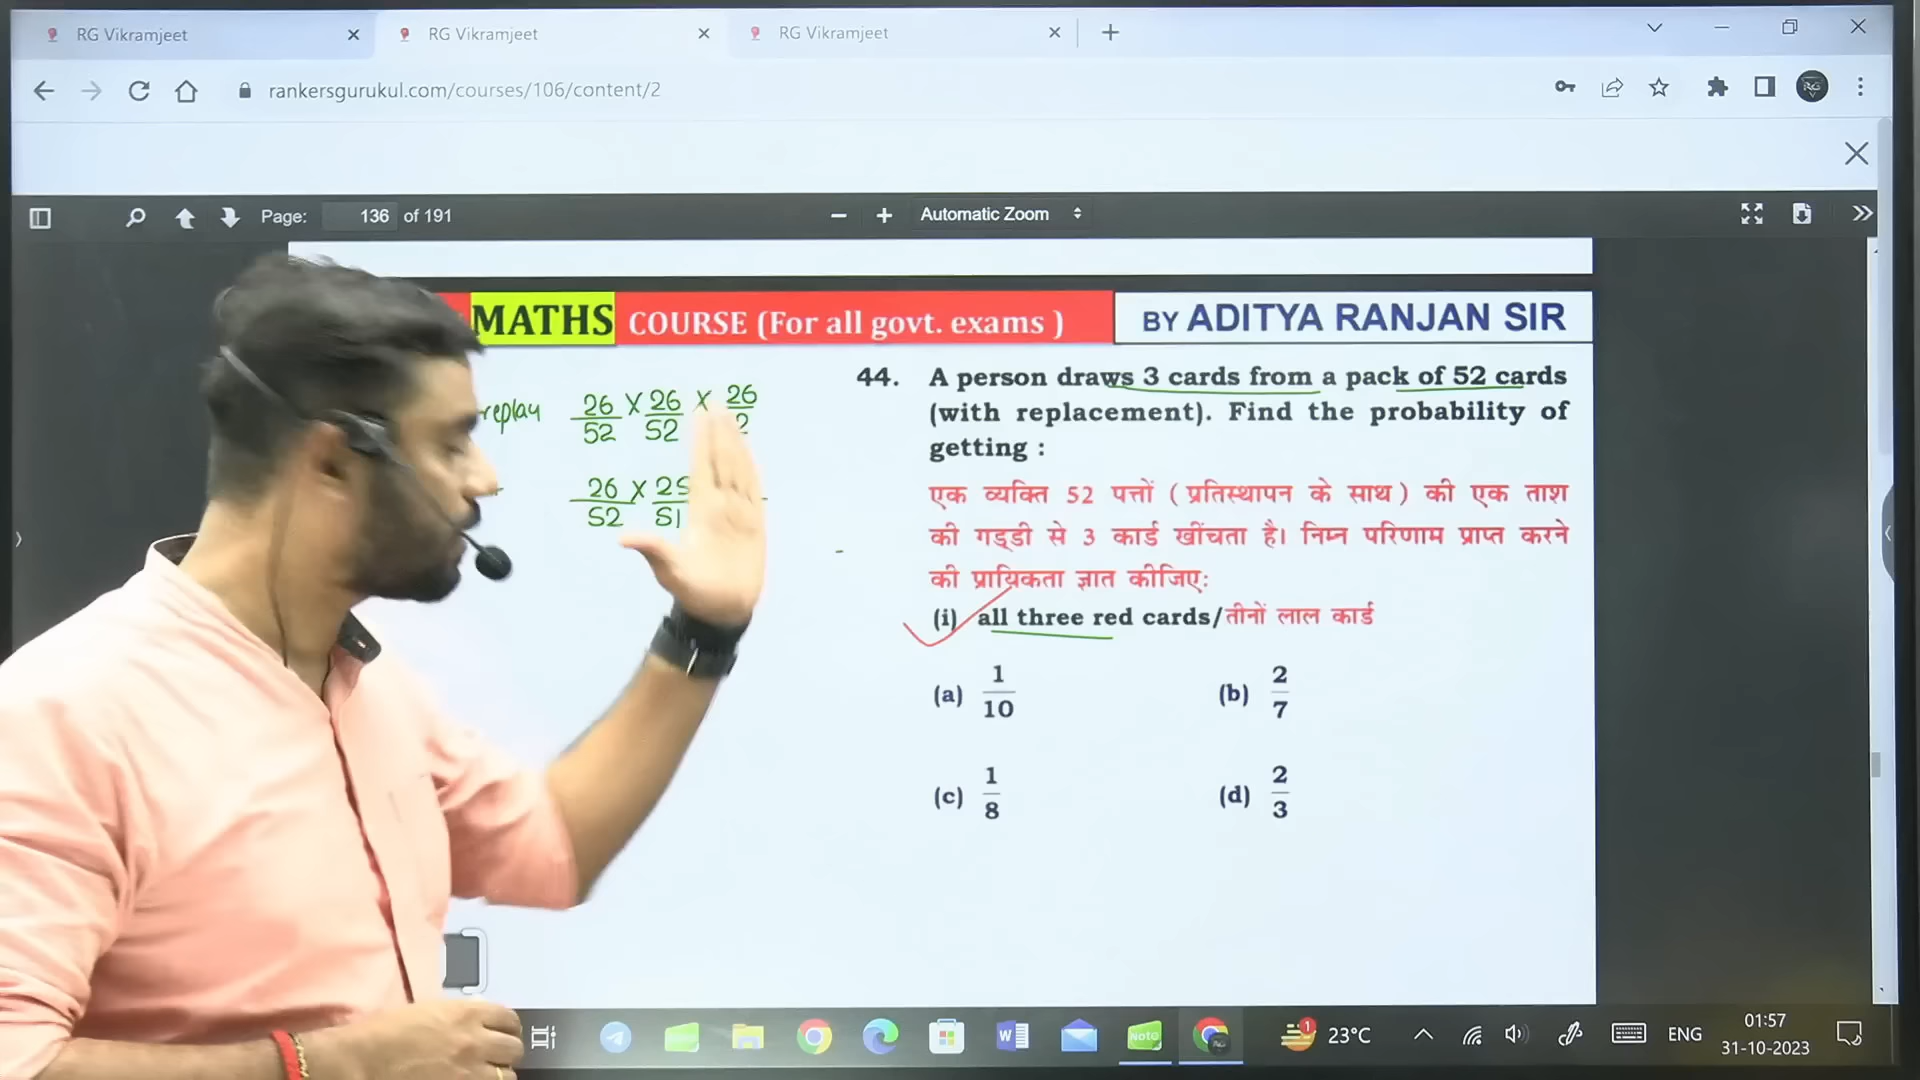 RG Vikramjeet
RG Vikramjeet
RG Vikramjeet
rankersgurukul.com/courses/106/content/2
Page: 136 of 191
Automatic Zoom
MATHS COURSE (For all govt. exams )
BY ADITYA RANJAN SIR
replay 26/52 X 26/52 X 26/2
26/52 X 25/51
44. A person draws 3 cards from a pack of 52 cards
(with replacement). Find the probability of
getting :
एक व्यक्ति 52 पत्तों (प्रतिस्थापन के साथ) की एक ताश
की गड्डी से 3 कार्ड खींचता है। निम्न परिणाम प्राप्त करने
की प्रायिकता ज्ञात कीजिए:
(i) all three red cards/तीनों लाल कार्ड
(a) 1/10 (b) 2/7
(c) 1/8 (d) 2/3
1 23°C ENG 01:57
31-10-2023